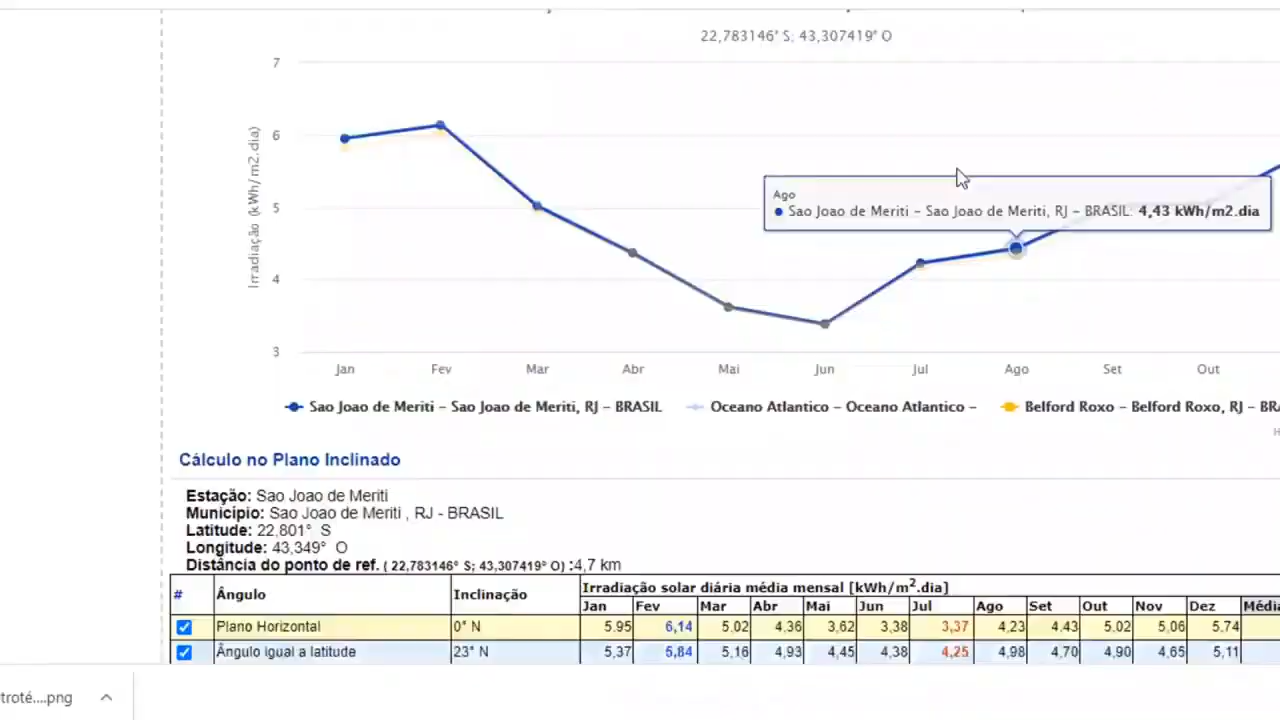 22,783146° S; 43,307419° O
7
6
5
4
3
Irradiação (kWh/m2.dia)
Ago
Sao Joao de Meriti - Sao Joao de Meriti, RJ - BRASIL: 4,43 kWh/m2.dia
Jan Fev Mar Abr Mai Jun Jul Ago Set Out
Sao Joao de Meriti - Sao Joao de Meriti, RJ - BRASIL Oceano Atlantico - Oceano Atlantico - Belford Roxo - Belford Roxo, RJ - BRA
H
Cálculo no Plano Inclinado
Estação: Sao Joao de Meriti
Município: Sao Joao de Meriti , RJ - BRASIL
Latitude: 22,801° S
Longitude: 43,349° O
Distância do ponto de ref. ( 22,783146° S; 43,307419° O) :4,7 km
# Ângulo Inclinação Irradiação solar diária média mensal [kWh/m2.dia]
Jan Fev Mar Abr Mai Jun Jul Ago Set Out Nov Dez Médi
Plano Horizontal 0° N 5,95 6,14 5,02 4,36 3,62 3,38 3,37 4,23 4,43 5,02 5,06 5,74
Ângulo igual a latitude 23° N 5,37 5,84 5,16 4,93 4,45 4,38 4,25 4,98 4,70 4,90 4,65 5,11
troté....png